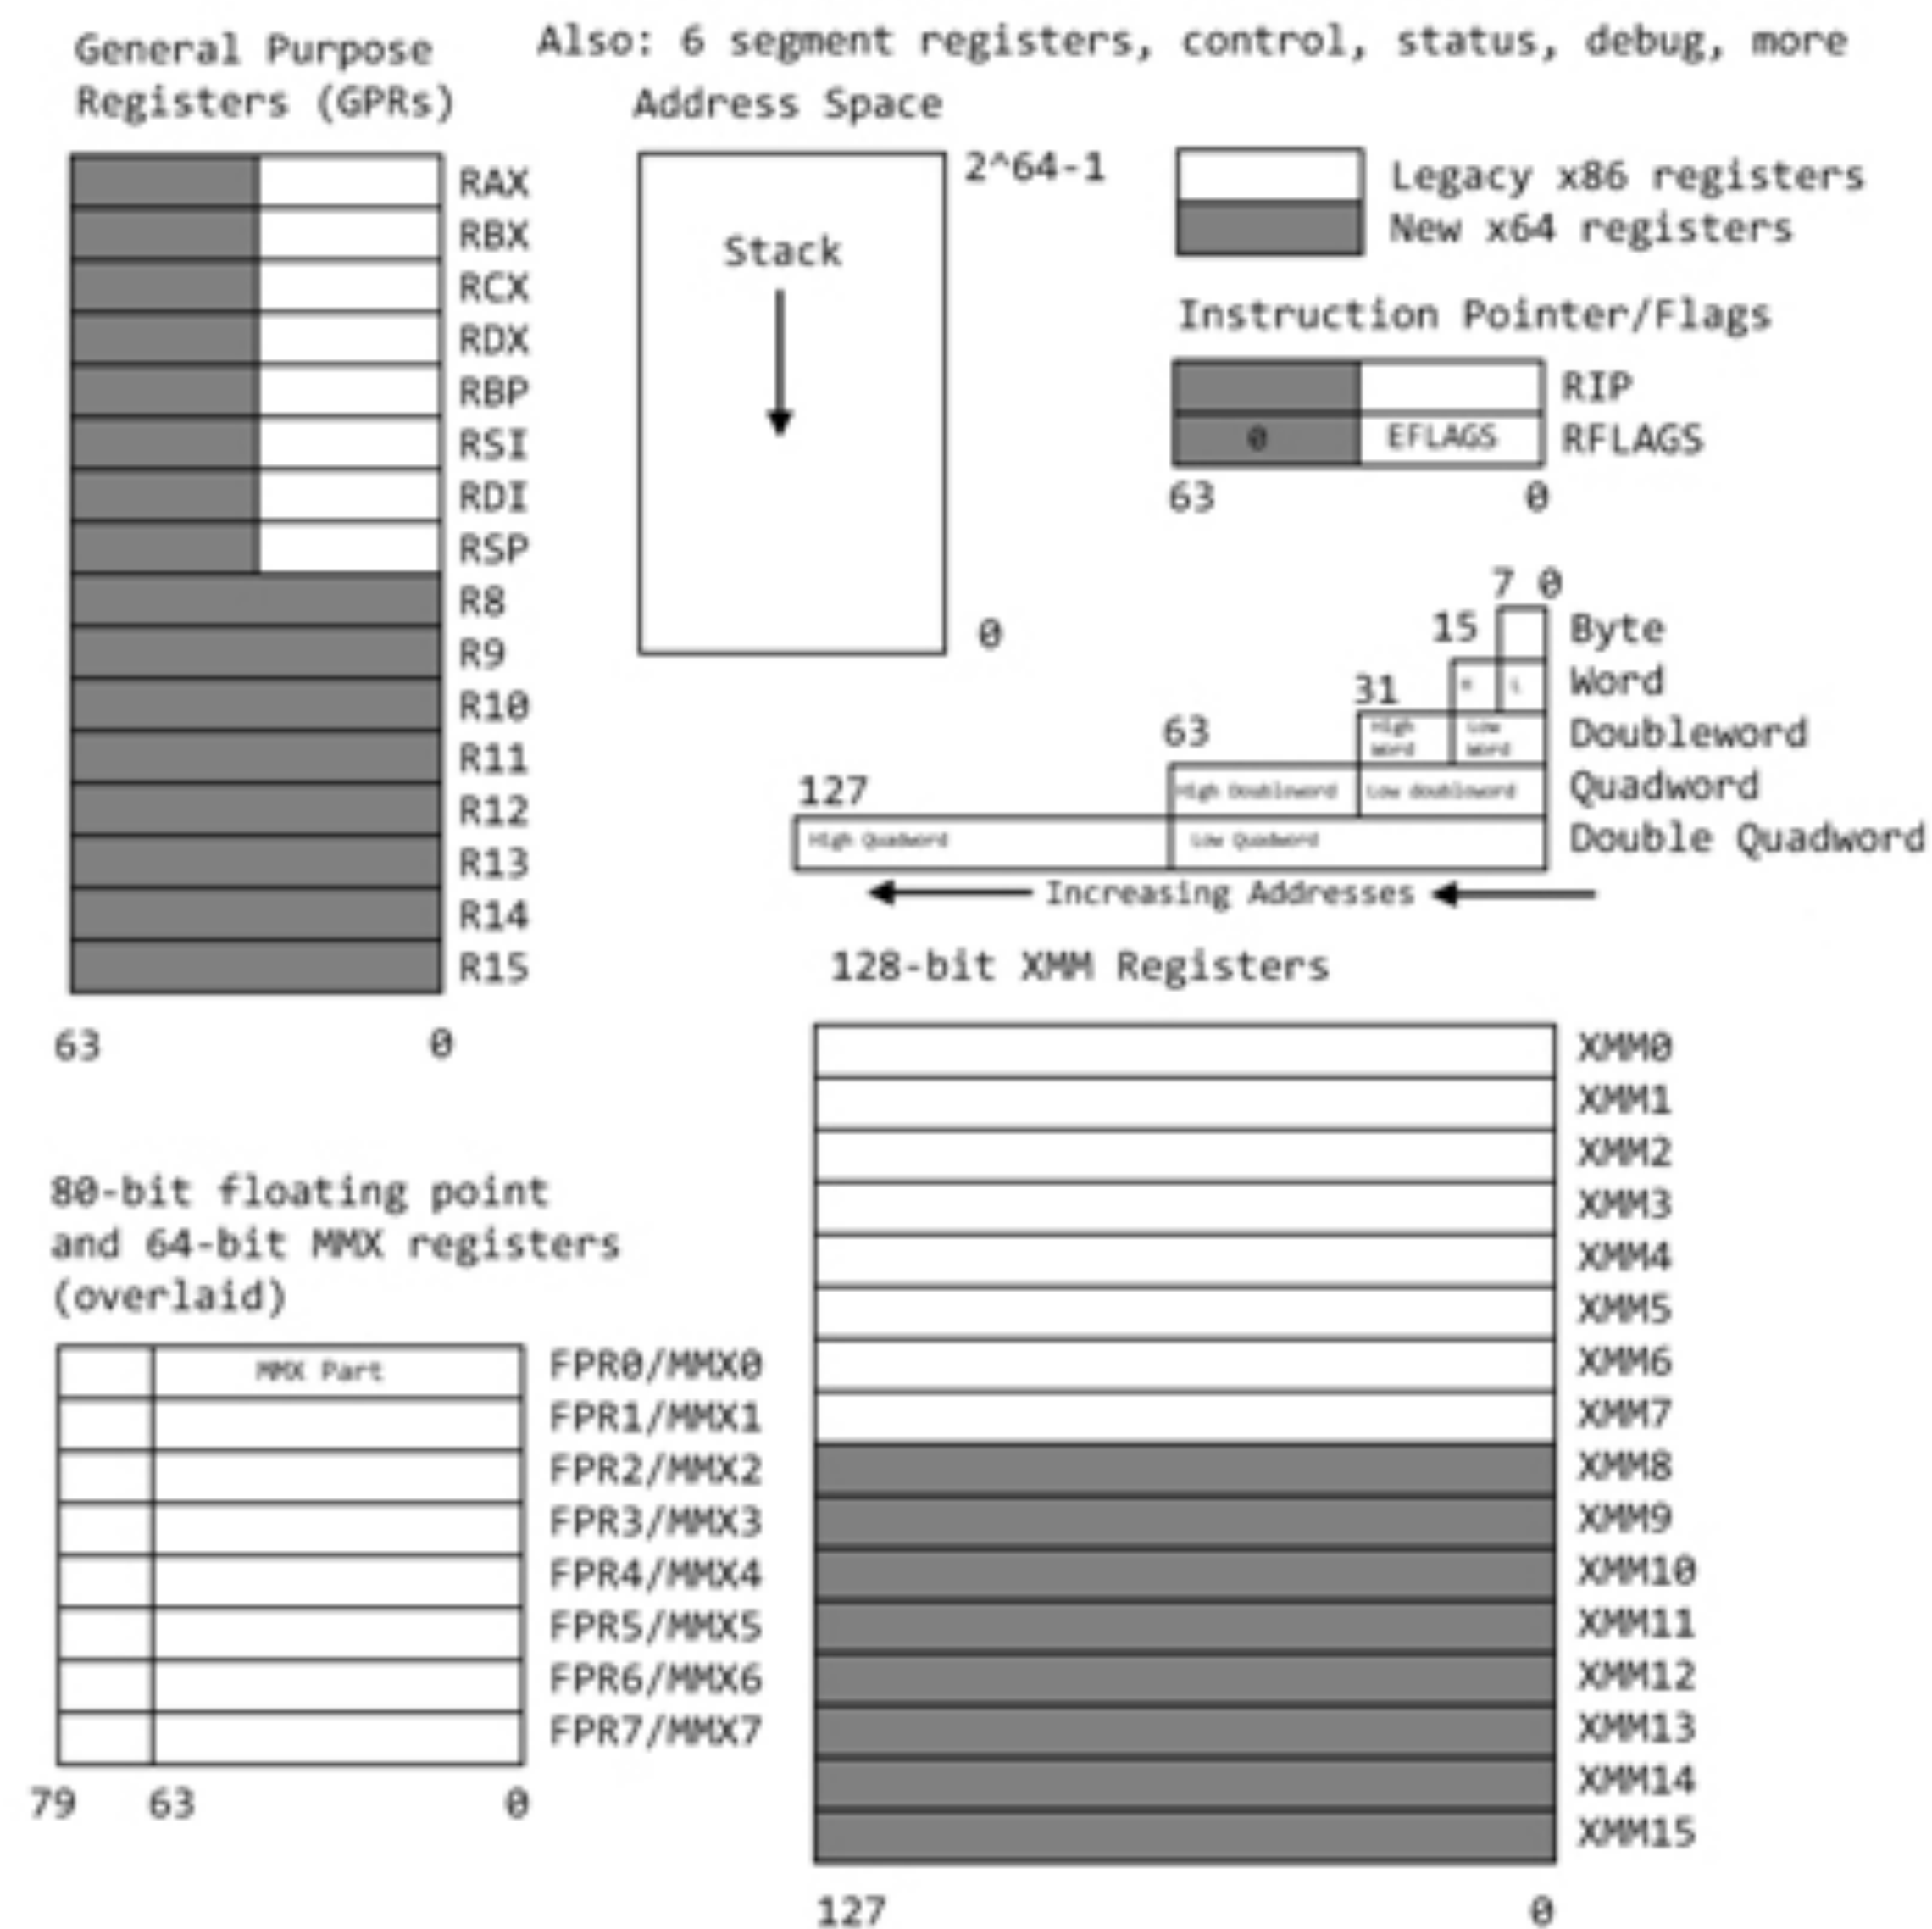 General Purpose
Registers (GPRs)
RAX
RBX
RCX
RDX
RBP
RSI
RDI
RSP
R8
R9
R10
R11
R12
R13
R14
R15
63 0
Also: 6 segment registers, control, status, debug, more
Address Space
2^64-1
Stack
0
Legacy x86 registers
New x64 registers
Instruction Pointer/Flags
RIP
0 EFLAGS RFLAGS
63 0
7 0
15 Byte
H L Word
31
High Word Low Word Doubleword
63
High Doubleword Low doubleword Quadword
127
High Quadword Low Quadword Double Quadword
Increasing Addresses
80-bit floating point
and 64-bit MMX registers
(overlaid)
MMX Part FPR0/MMX0
FPR1/MMX1
FPR2/MMX2
FPR3/MMX3
FPR4/MMX4
FPR5/MMX5
FPR6/MMX6
FPR7/MMX7
79 63 0
128-bit XMM Registers
XMM0
XMM1
XMM2
XMM3
XMM4
XMM5
XMM6
XMM7
XMM8
XMM9
XMM10
XMM11
XMM12
XMM13
XMM14
XMM15
127 0